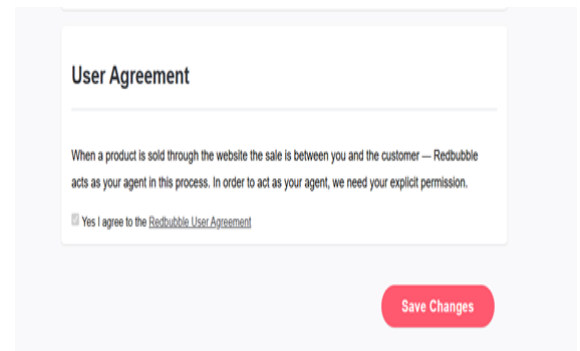 User Agreement
When a product is sold through the website the sale is between you and the customer — Redbubble
acts as your agent in this process. In order to act as your agent, we need your explicit permission.
Yes I agree to the Redbubble User Agreement
Save Changes